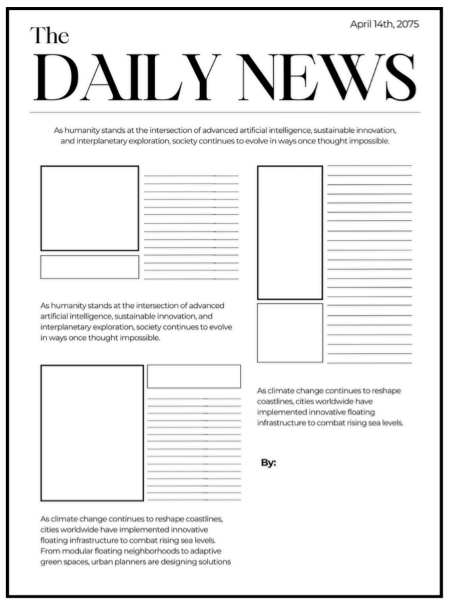 April 14th, 2075
The
DAILY NEWS
As humanity stands at the intersection of advanced artificial intelligence, sustainable innovation,
and interplanetary exploration, society continues to evolve in ways once thought impossible.
As humanity stands at the intersection of advanced
artificial intelligence, sustainable innovation, and
interplanetary exploration, society continues to evolve
in ways once thought impossible.
As climate change continues to reshape
coastlines, cities worldwide have
implemented innovative floating
infrastructure to combat rising sea levels.
By:
As climate change continues to reshape coastlines,
cities worldwide have implemented innovative
floating infrastructure to combat rising sea levels.
From modular floating neighborhoods to adaptive
green spaces, urban planners are designing solutions